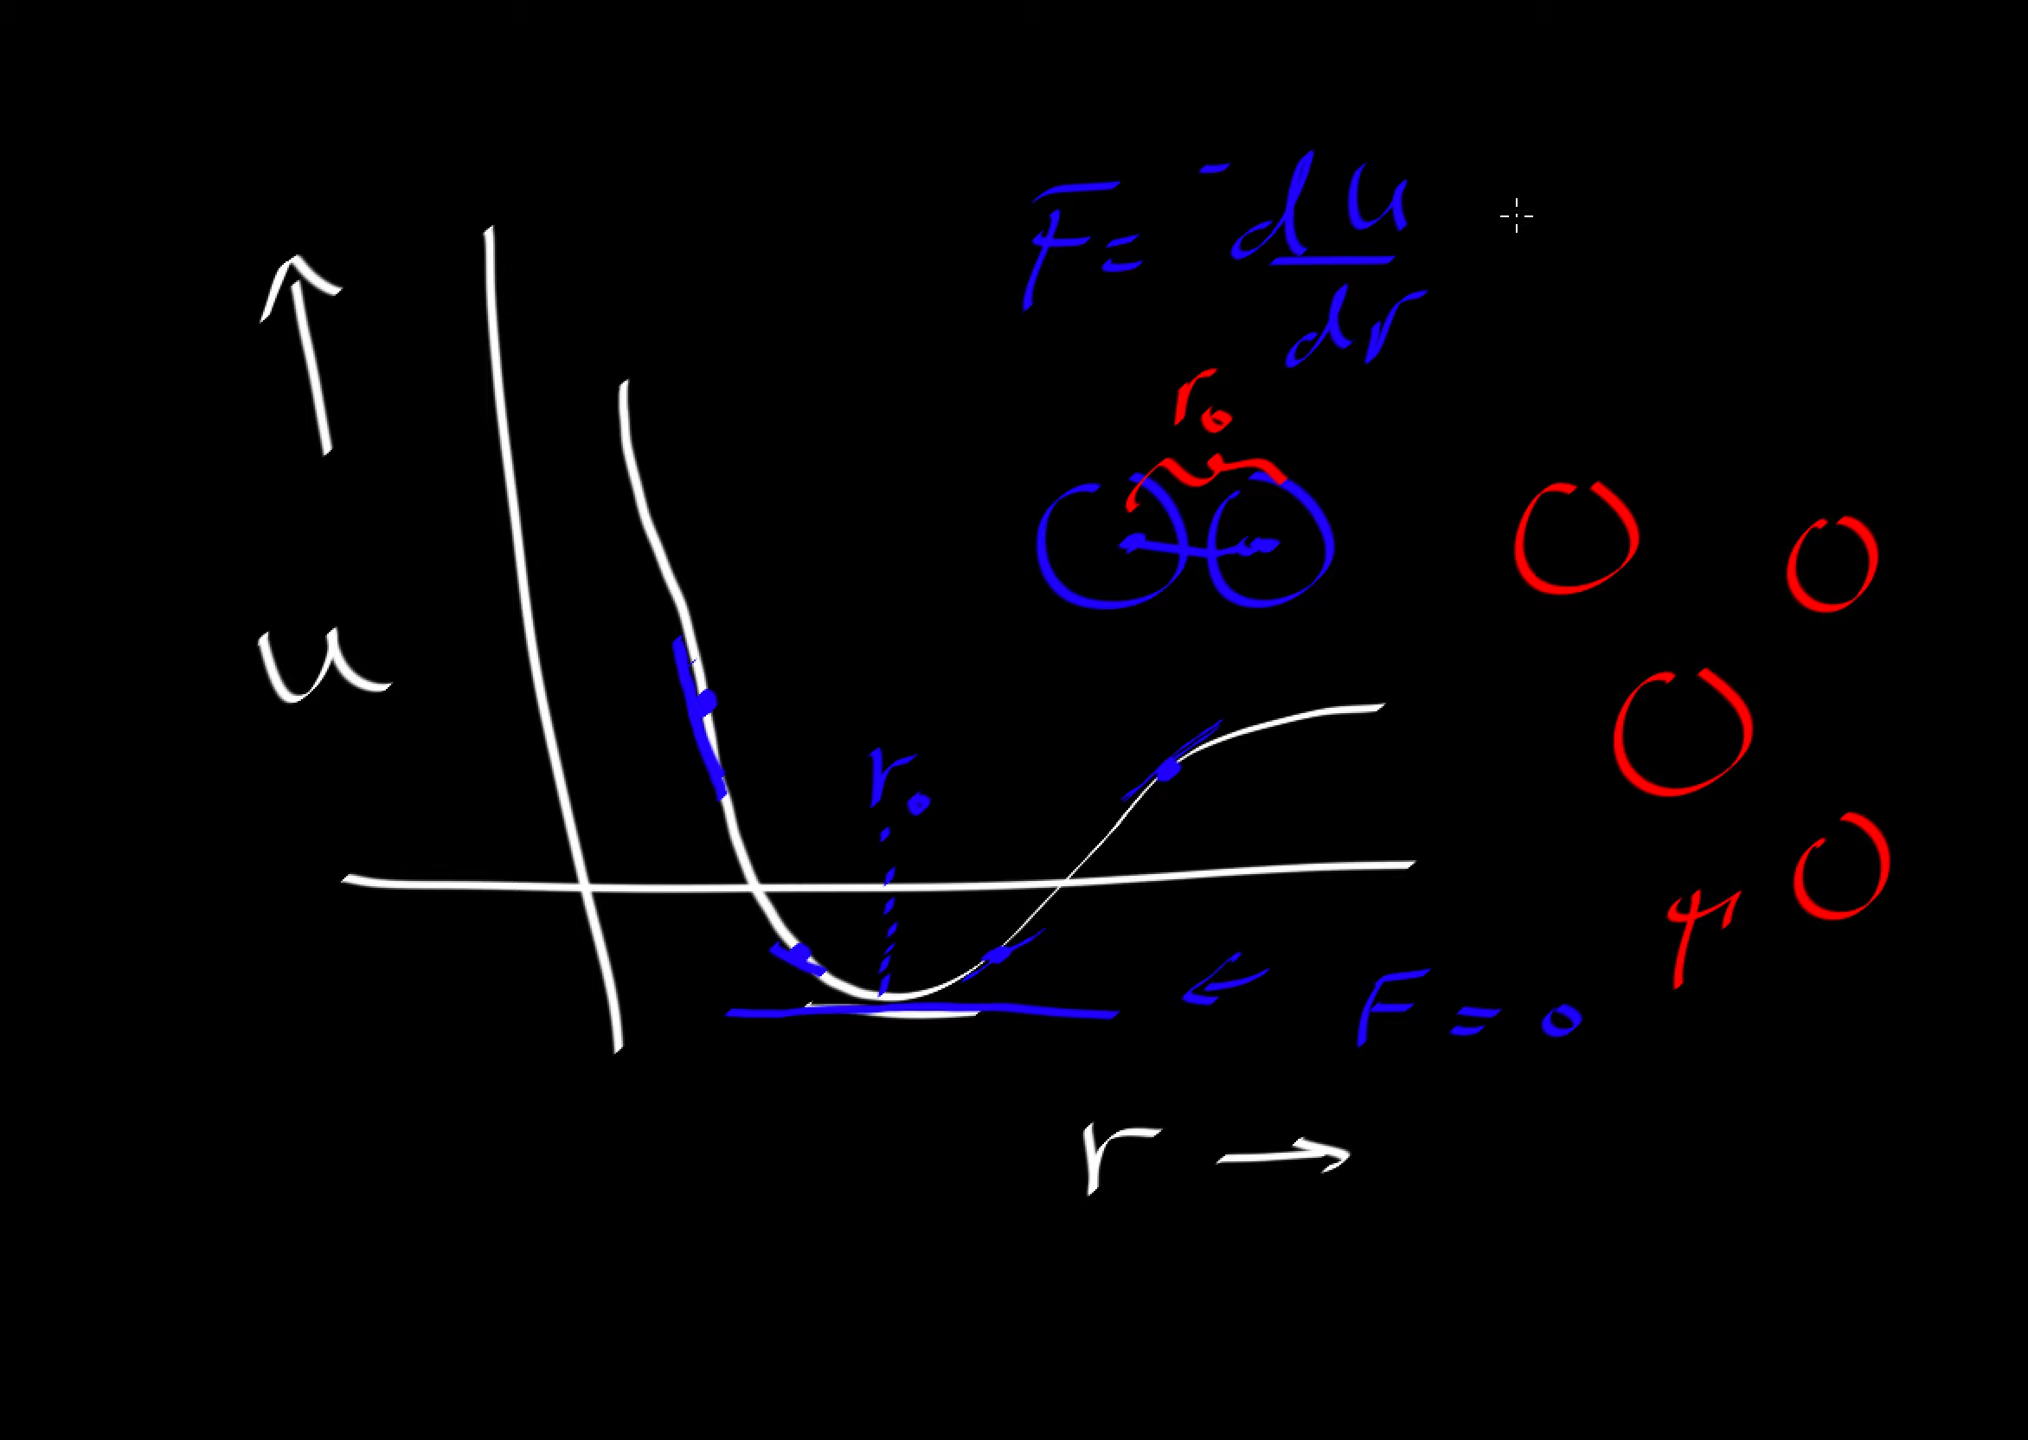 F = -dU/dr
r₀
u
r₀
F = 0
r →